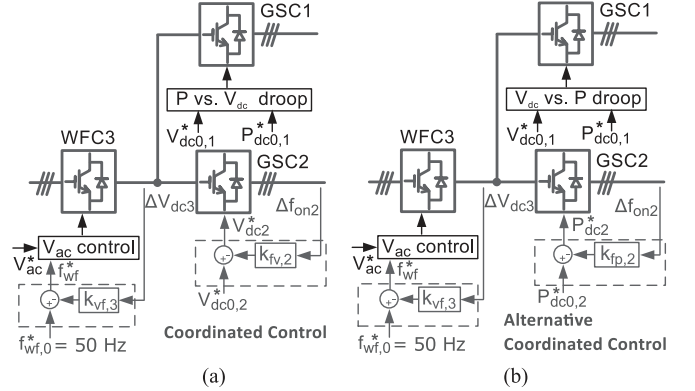 GSC1
P vs. V_dc droop
V*_dc0,1 P*_dc0,1
WFC3
GSC2
ΔV_dc3 Δf_on2
V*_dc2
V_ac control
V*_ac f*_wf
k_fv,2
k_vf,3
V*_dc0,2
Coordinated Control
f*_wf,0 = 50 Hz
(a)
GSC1
V_dc vs. P droop
V*_dc0,1 P*_dc0,1
WFC3
GSC2
ΔV_dc3 Δf_on2
P*_dc2
V_ac control
V*_ac f*_wf
k_fp,2
k_vf,3
P*_dc0,2
Alternative
Coordinated Control
f*_wf,0 = 50 Hz
(b)